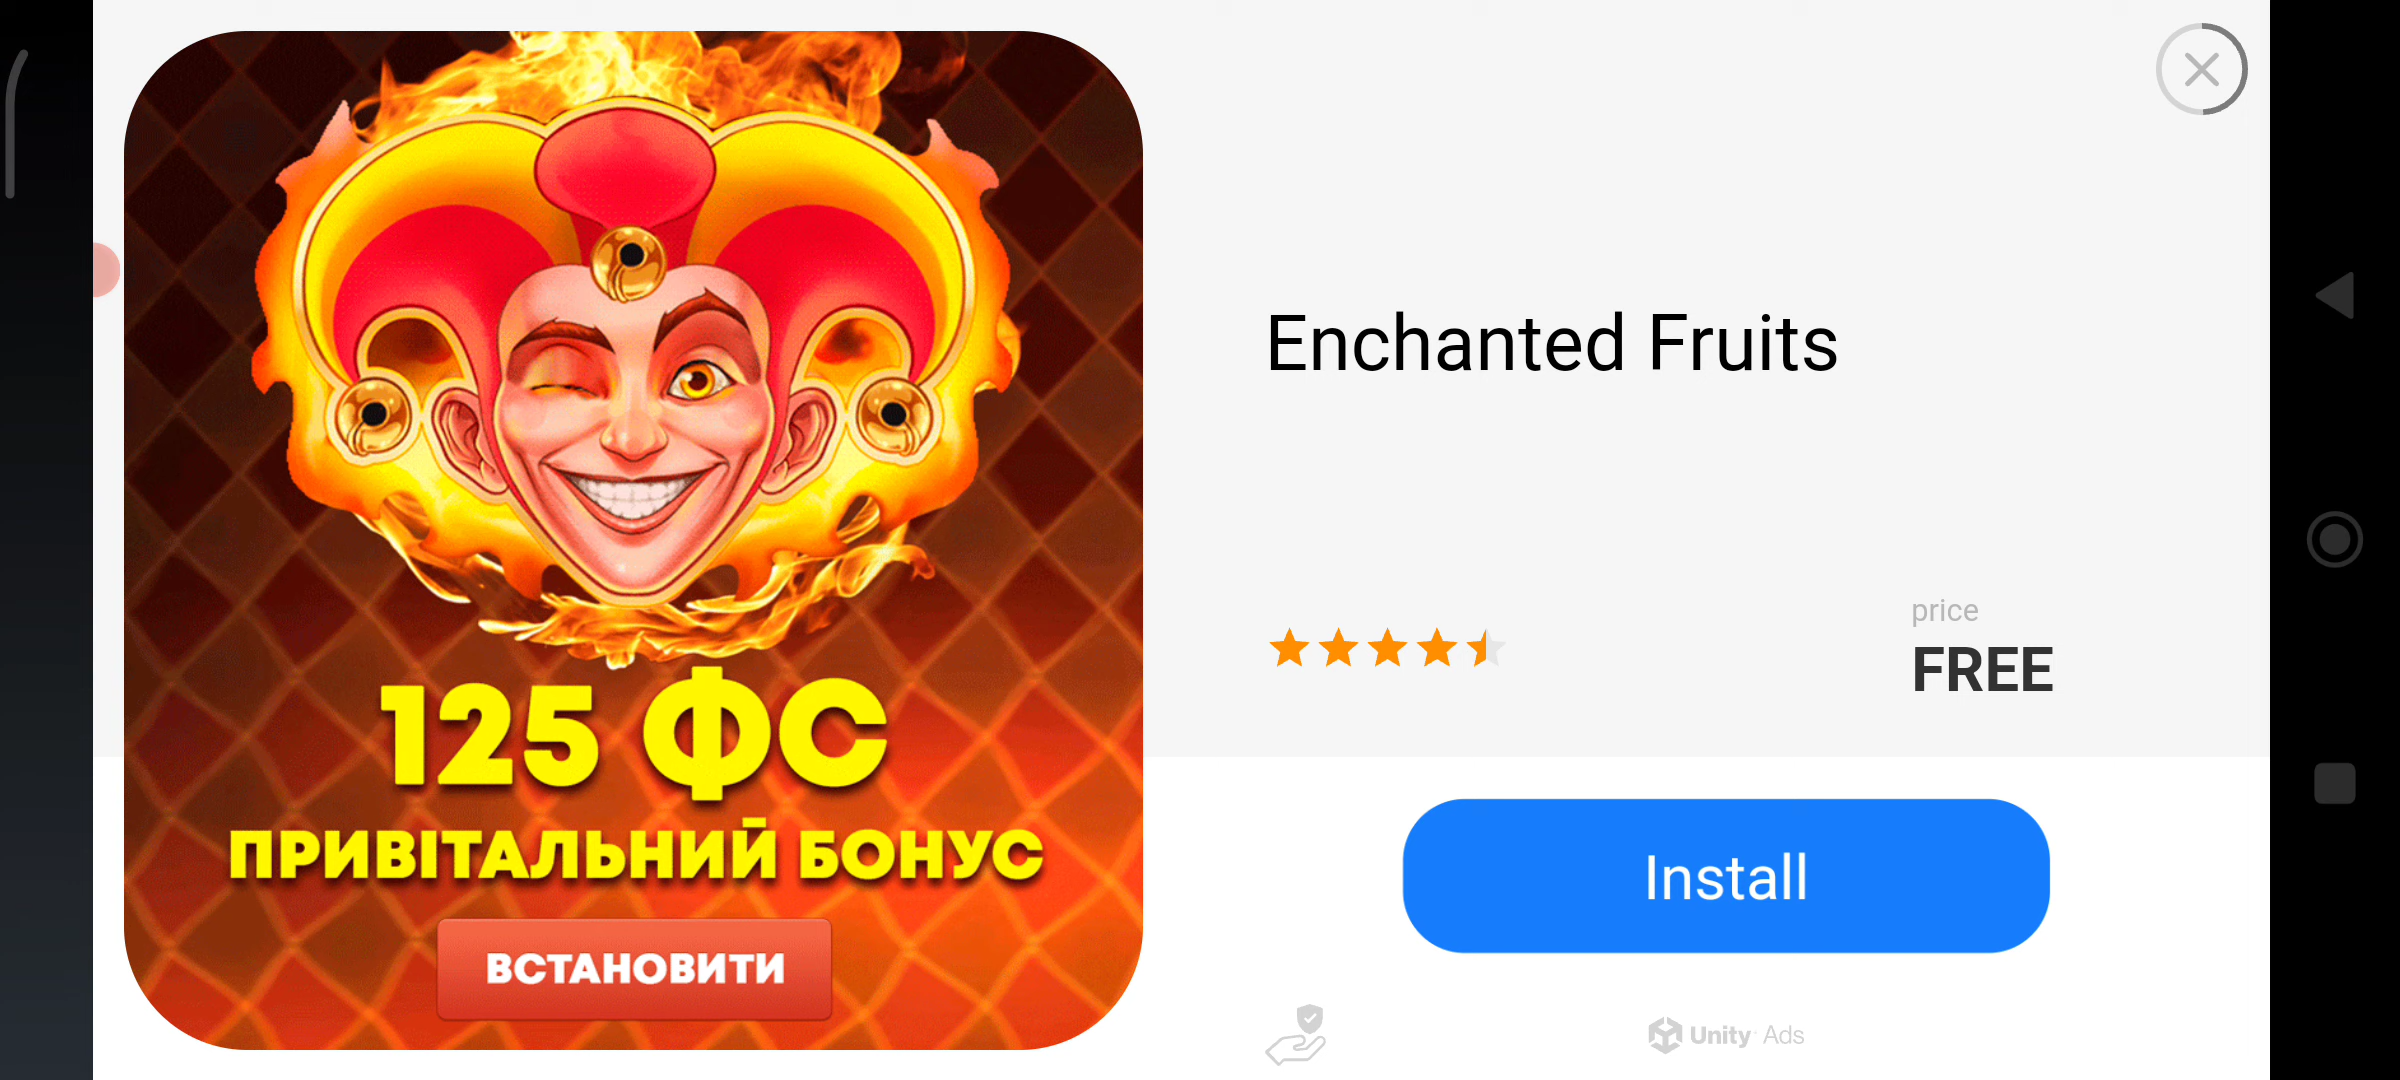 125 ФС
ПРИВІТАЛЬНИЙ БОНУС
ВСТАНОВИТИ
Enchanted Fruits
price
FREE
Install
Unity Ads